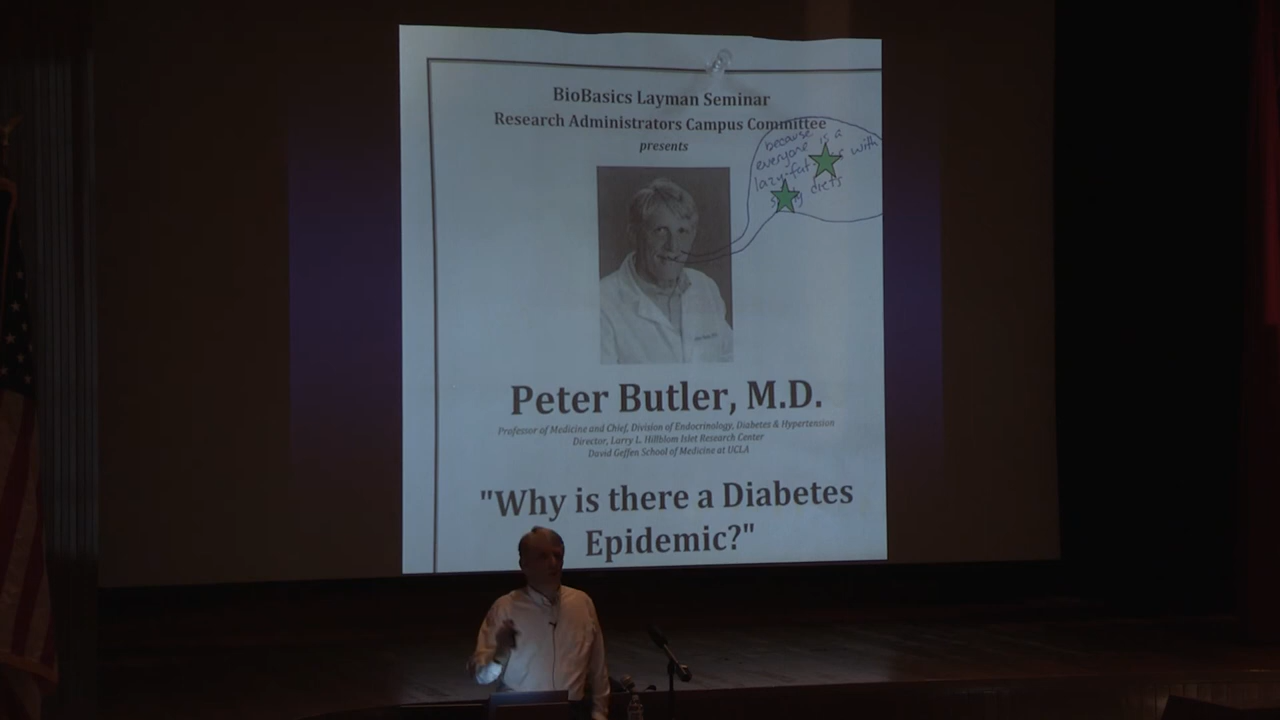 BioBasics Layman Seminar
Research Administrators Campus Committee
presents
because
everyone is a
lazy-fat with
diets
Peter Butler, M.D.
Professor of Medicine and Chief, Division of Endocrinology, Diabetes & Hypertension
Director, Larry L. Hillblom Islet Research Center
David Geffen School of Medicine at UCLA
"Why is there a Diabetes
Epidemic?"